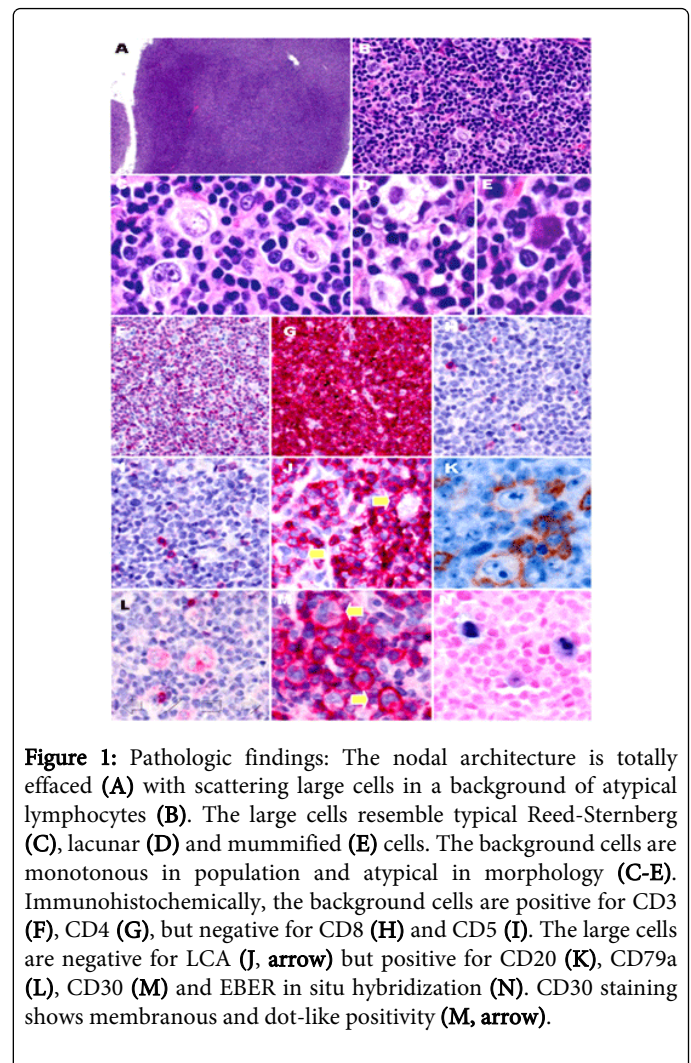 A
B
C
D
E
F
G
H
J
K
L
M
N
Figure 1: Pathologic findings: The nodal architecture is totally
effaced (A) with scattering large cells in a background of atypical
lymphocytes (B). The large cells resemble typical Reed-Sternberg
(C), lacunar (D) and mummified (E) cells. The background cells are
monotonous in population and atypical in morphology (C-E).
Immunohistochemically, the background cells are positive for CD3
(F), CD4 (G), but negative for CD8 (H) and CD5 (I). The large cells
are negative for LCA (J, arrow) but positive for CD20 (K), CD79a
(L), CD30 (M) and EBER in situ hybridization (N). CD30 staining
shows membranous and dot-like positivity (M, arrow).